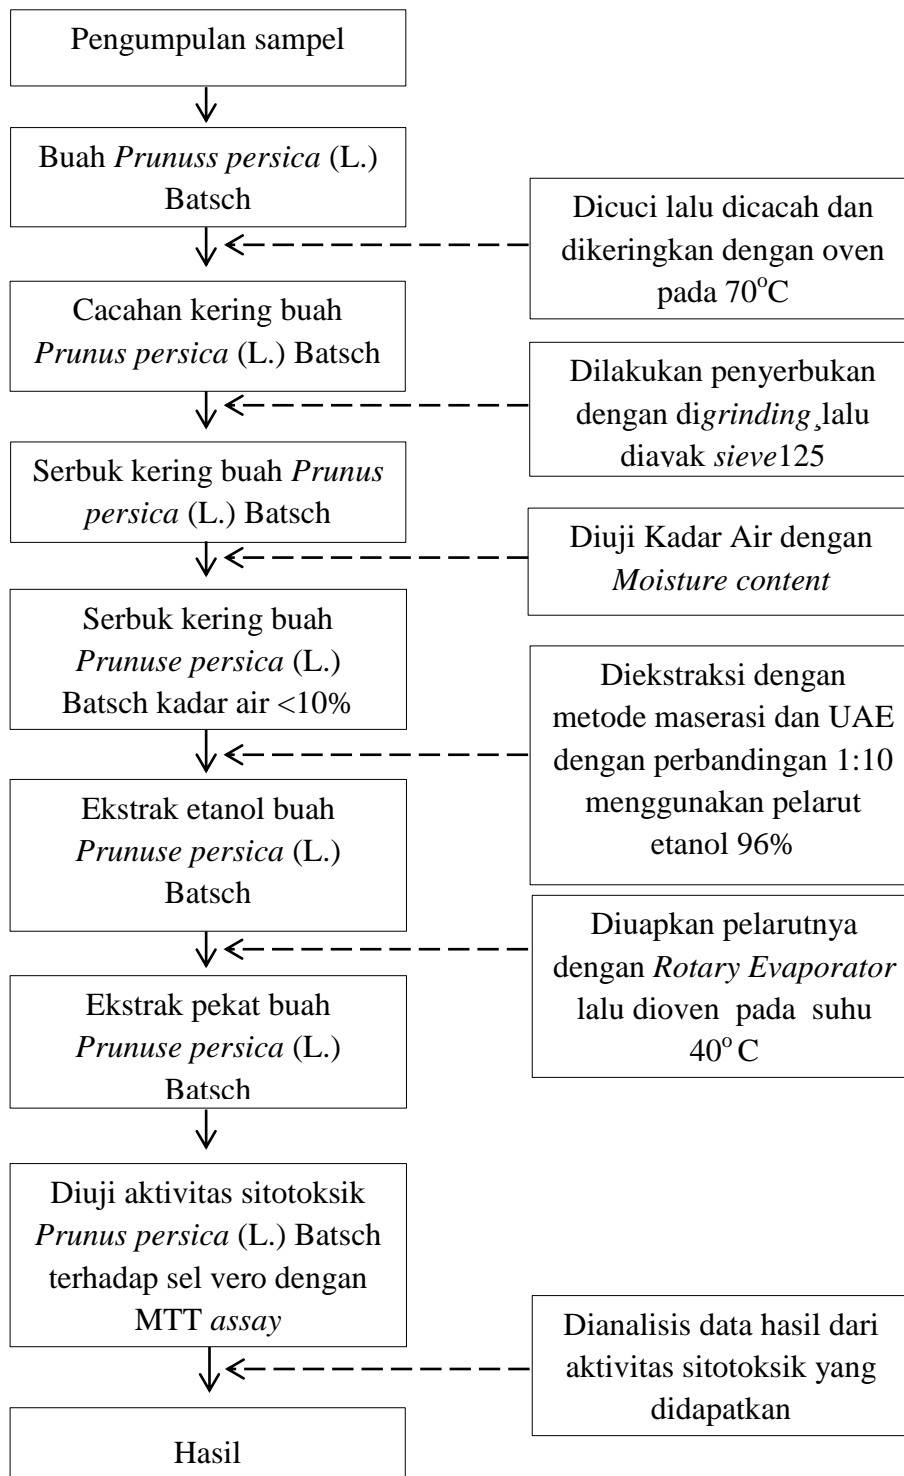 Pengumpulan sampel
Buah Prunuss persica (L.)
Batsch
Dicuci lalu dicacah dan
dikeringkan dengan oven
pada 70°C
Cacahan kering buah
Prunus persica (L.) Batsch
Dilakukan penyerbukan
dengan digrinding¸lalu
diavak sieve125
Serbuk kering buah Prunus
persica (L.) Batsch
Diuji Kadar Air dengan
Moisture content
Serbuk kering buah
Prunuse persica (L.)
Batsch kadar air <10%
Diekstraksi dengan
metode maserasi dan UAE
dengan perbandingan 1:10
menggunakan pelarut
etanol 96%
Ekstrak etanol buah
Prunuse persica (L.)
Batsch
Diuapkan pelarutnya
dengan Rotary Evaporator
lalu dioven pada suhu
40° C
Ekstrak pekat buah
Prunuse persica (L.)
Batsch
Diuji aktivitas sitotoksik
Prunus persica (L.) Batsch
terhadap sel vero dengan
MTT assay
Dianalisis data hasil dari
aktivitas sitotoksik yang
didapatkan
Hasil